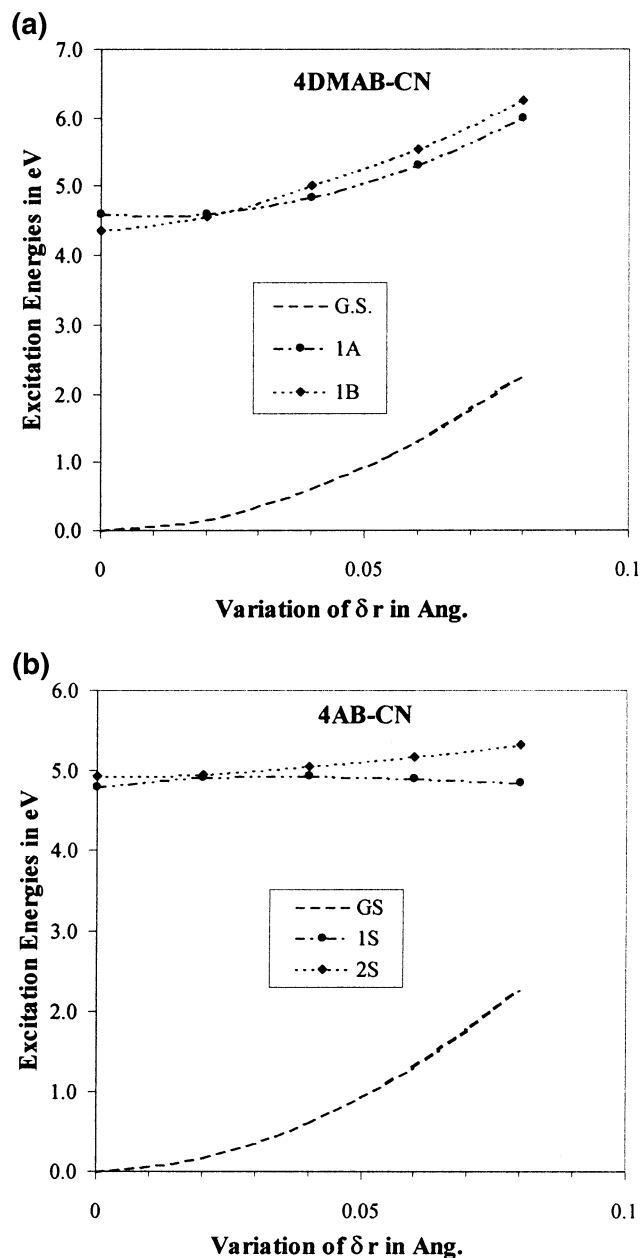 (a)
7.0
4DMAB-CN
6.0
5.0
4.0
3.0
2.0
1.0
0.0
Excitation Energies in eV
G.S.
1A
1B
0
0.05
0.1
Variation of δ r in Ang.
(b)
6.0
4AB-CN
5.0
4.0
3.0
2.0
1.0
0.0
Excitation Energies in eV
GS
1S
2S
0
0.05
0.1
Variation of δ r in Ang.